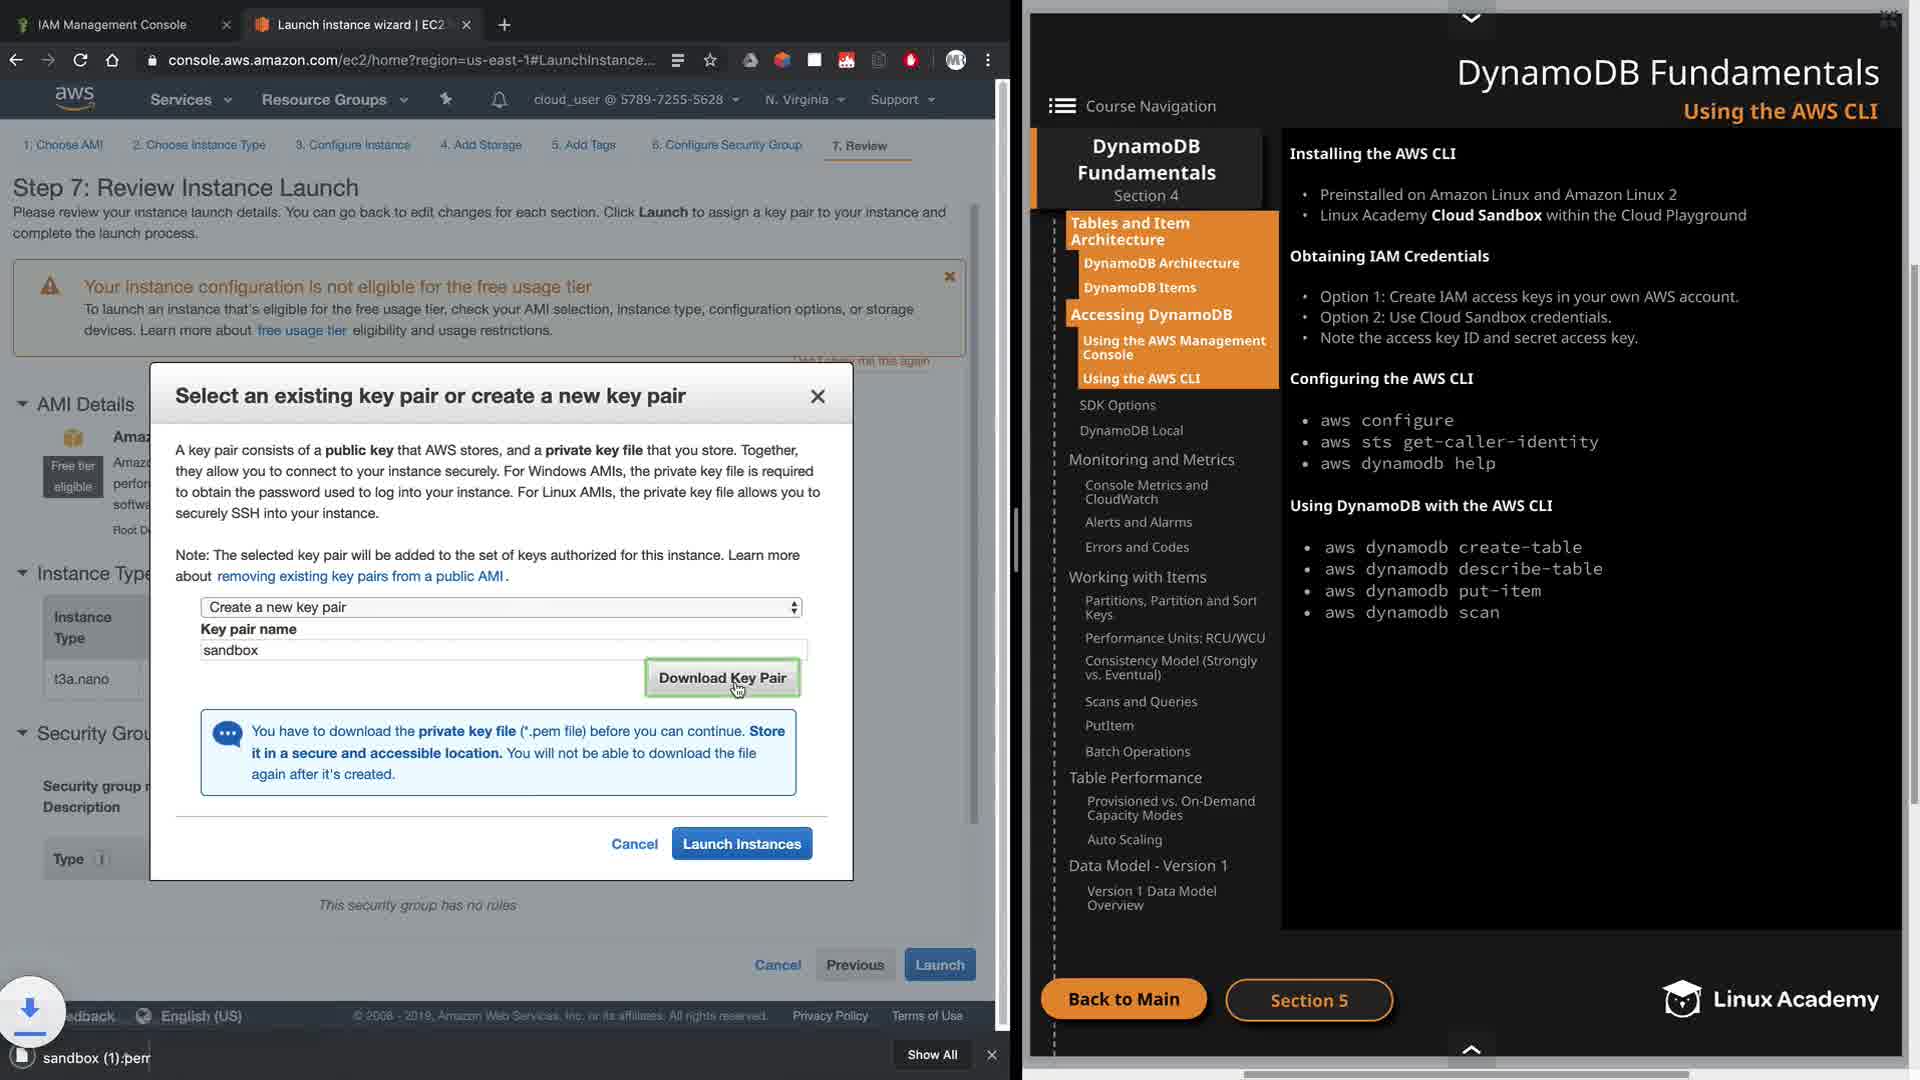 IAM Management Console
Launch instance wizard | EC2
console.aws.amazon.com/ec2/home?region=us-east-1#LaunchInstance...
aws
Services
Resource Groups
cloud_user @ 5789-7255-5628
N. Virginia
Support
1. Choose AMI
2. Choose Instance Type
3. Configure Instance
4. Add Storage
5. Add Tags
6. Configure Security Group
7. Review
Step 7: Review Instance Launch
Please review your instance launch details. You can go back to edit changes for each section. Click Launch to assign a key pair to your instance and
complete the launch process.
Your instance configuration is not eligible for the free usage tier
To launch an instance that's eligible for the free usage tier, check your AMI selection, instance type, configuration options, or storage
devices. Learn more about free usage tier eligibility and usage restrictions.
AMI Details
Free tier
eligible
Instance Type
Instance
Type
t3a.nano
Description
Type
This security group has no rules
Select an existing key pair or create a new key pair
A key pair consists of a public key that AWS stores, and a private key file that you store. Together,
they allow you to connect to your instance securely. For Windows AMIs, the private key file is required
to obtain the password used to log into your instance. For Linux AMIs, the private key file allows you to
securely SSH into your instance.
Note: The selected key pair will be added to the set of keys authorized for this instance. Learn more
about removing existing key pairs from a public AMI.
Create a new key pair
Key pair name
sandbox
Download Key Pair
You have to download the private key file (*.pem file) before you can continue. Store
it in a secure and accessible location. You will not be able to download the file
again after it's created.
Cancel
Launch Instances
Cancel
Previous
Launch
English (US)
© 2008 - 2019, Amazon Web Services, Inc. or its affiliates. All rights reserved.
Privacy Policy
Terms of Use
sandbox (1).pem
Show All
DynamoDB Fundamentals
Using the AWS CLI
Course Navigation
DynamoDB
Fundamentals
Section 4
Tables and Item
Architecture
DynamoDB Architecture
DynamoDB Items
Accessing DynamoDB
Using the AWS Management
Console
Using the AWS CLI
SDK Options
DynamoDB Local
Monitoring and Metrics
Console Metrics and
CloudWatch
Alerts and Alarms
Errors and Codes
Working with Items
Partitions, Partition and Sort
Keys
Performance Units: RCU/WCU
Consistency Model (Strongly
vs. Eventual)
Scans and Queries
PutItem
Batch Operations
Table Performance
Provisioned vs. On-Demand
Capacity Modes
Auto Scaling
Data Model - Version 1
Version 1 Data Model
Overview
Installing the AWS CLI
• Preinstalled on Amazon Linux and Amazon Linux 2
• Linux Academy Cloud Sandbox within the Cloud Playground
Obtaining IAM Credentials
• Option 1: Create IAM access keys in your own AWS account.
• Option 2: Use Cloud Sandbox credentials.
• Note the access key ID and secret access key.
Configuring the AWS CLI
• aws configure
• aws sts get-caller-identity
• aws dynamodb help
Using DynamoDB with the AWS CLI
• aws dynamodb create-table
• aws dynamodb describe-table
• aws dynamodb put-item
• aws dynamodb scan
Back to Main
Section 5
Linux Academy